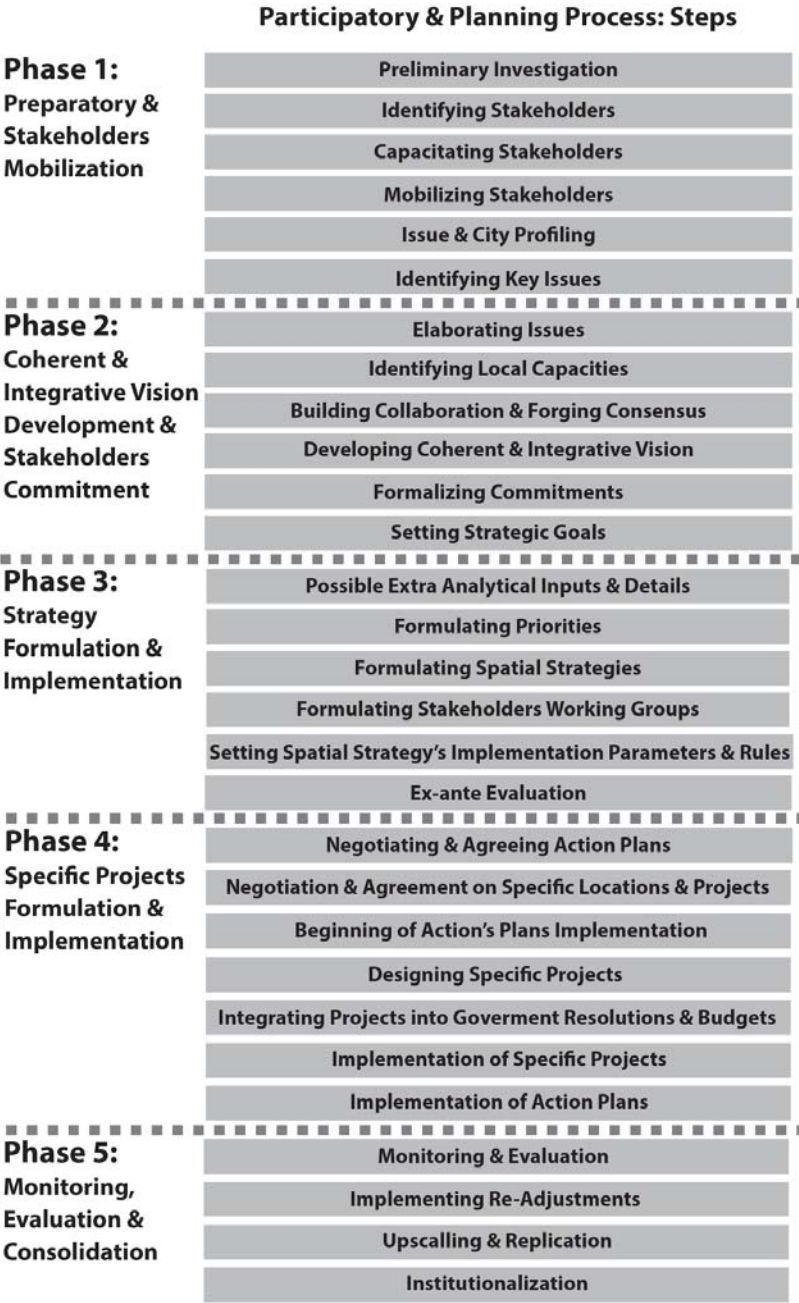 Participatory & Planning Process: Steps
Phase 1:
Preparatory &
Stakeholders
Mobilization
Preliminary Investigation
Identifying Stakeholders
Capacitating Stakeholders
Mobilizing Stakeholders
Issue & City Profiling
Identifying Key Issues
Phase 2:
Coherent &
Integrative Vision
Development &
Stakeholders
Commitment
Elaborating Issues
Identifying Local Capacities
Building Collaboration & Forging Consensus
Developing Coherent & Integrative Vision
Formalizing Commitments
Setting Strategic Goals
Phase 3:
Strategy
Formulation &
Implementation
Possible Extra Analytical Inputs & Details
Formulating Priorities
Formulating Spatial Strategies
Formulating Stakeholders Working Groups
Setting Spatial Strategy's Implementation Parameters & Rules
Ex-ante Evaluation
Phase 4:
Specific Projects
Formulation &
Implementation
Negotiating & Agreeing Action Plans
Negotiation & Agreement on Specific Locations & Projects
Beginning of Action's Plans Implementation
Designing Specific Projects
Integrating Projects into Goverment Resolutions & Budgets
Implementation of Specific Projects
Implementation of Action Plans
Phase 5:
Monitoring,
Evaluation &
Consolidation
Monitoring & Evaluation
Implementing Re-Adjustments
Upscalling & Replication
Institutionalization